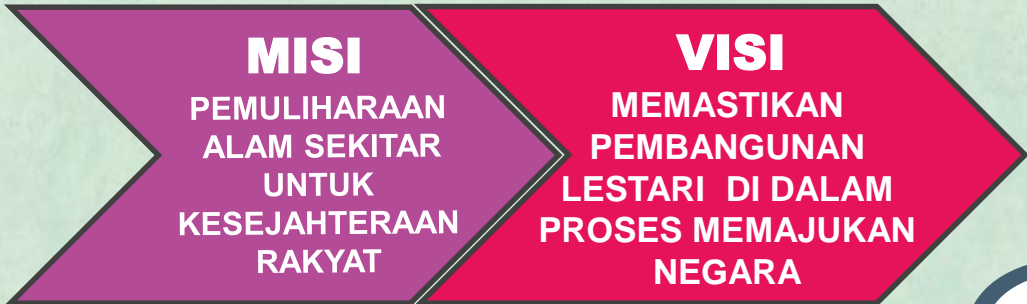 MISI
PEMULIHARAAN
ALAM SEKITAR
UNTUK
KESEJAHTERAAN
RAKYAT
VISI
MEMASTIKAN
PEMBANGUNAN
LESTARI DI DALAM
PROSES MEMAJUKAN
NEGARA